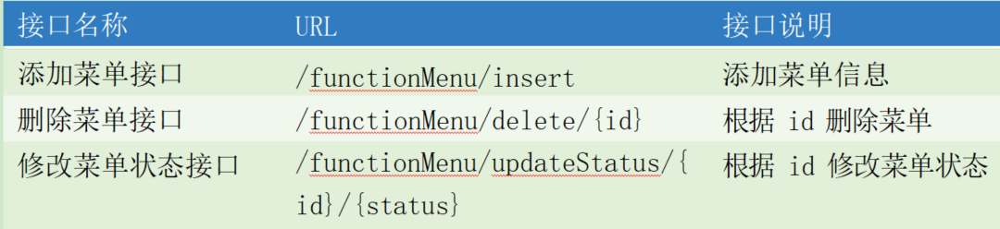 接口名称 URL 接口说明
添加菜单接口 /functionMenu/insert 添加菜单信息
删除菜单接口 /functionMenu/delete/{id} 根据 id 删除菜单
修改菜单状态接口 /functionMenu/updateStatus/{ 根据 id 修改菜单状态
id}/{status}